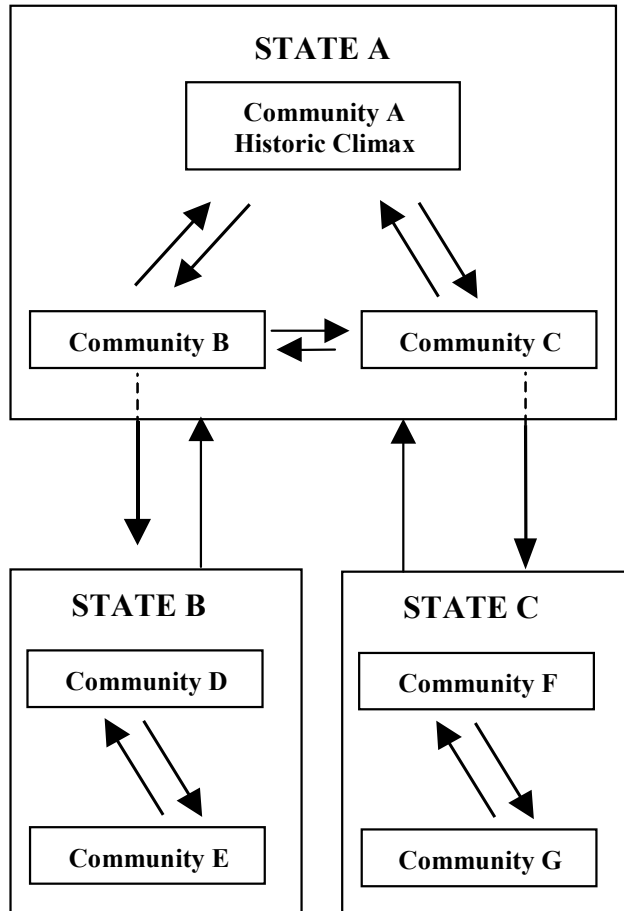 STATE A
Community A
Historic Climax
Community B
Community C
STATE B
Community D
Community E
STATE C
Community F
Community G